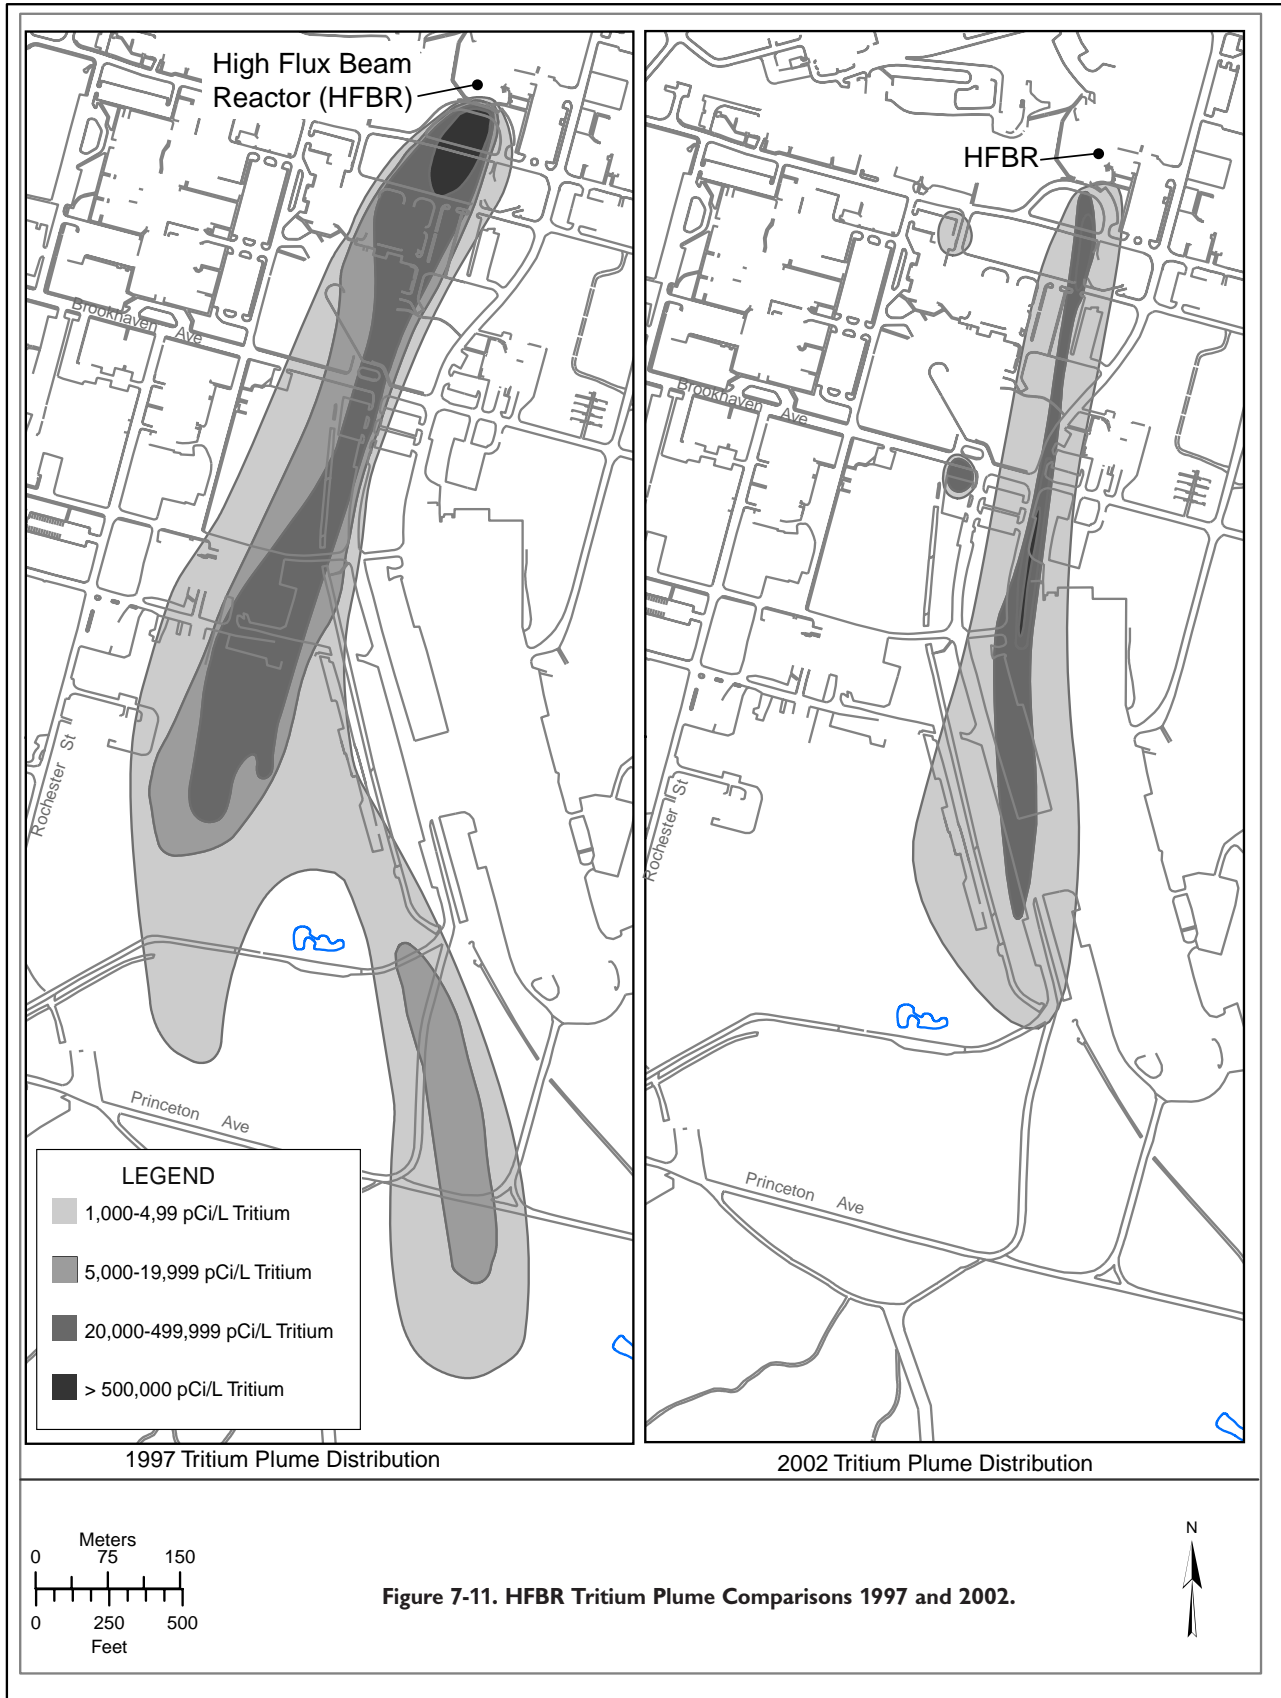 High Flux Beam
Reactor (HFBR)
Brookhaven Ave
Rochester St
Princeton Ave
LEGEND
1,000-4,99 pCi/L Tritium
5,000-19,999 pCi/L Tritium
20,000-499,999 pCi/L Tritium
> 500,000 pCi/L Tritium
1997 Tritium Plume Distribution
HFBR
Brookhaven Ave
Rochester St
Princeton Ave
2002 Tritium Plume Distribution
Meters
0 75 150
0 250 500
Feet
Figure 7-11. HFBR Tritium Plume Comparisons 1997 and 2002.
N